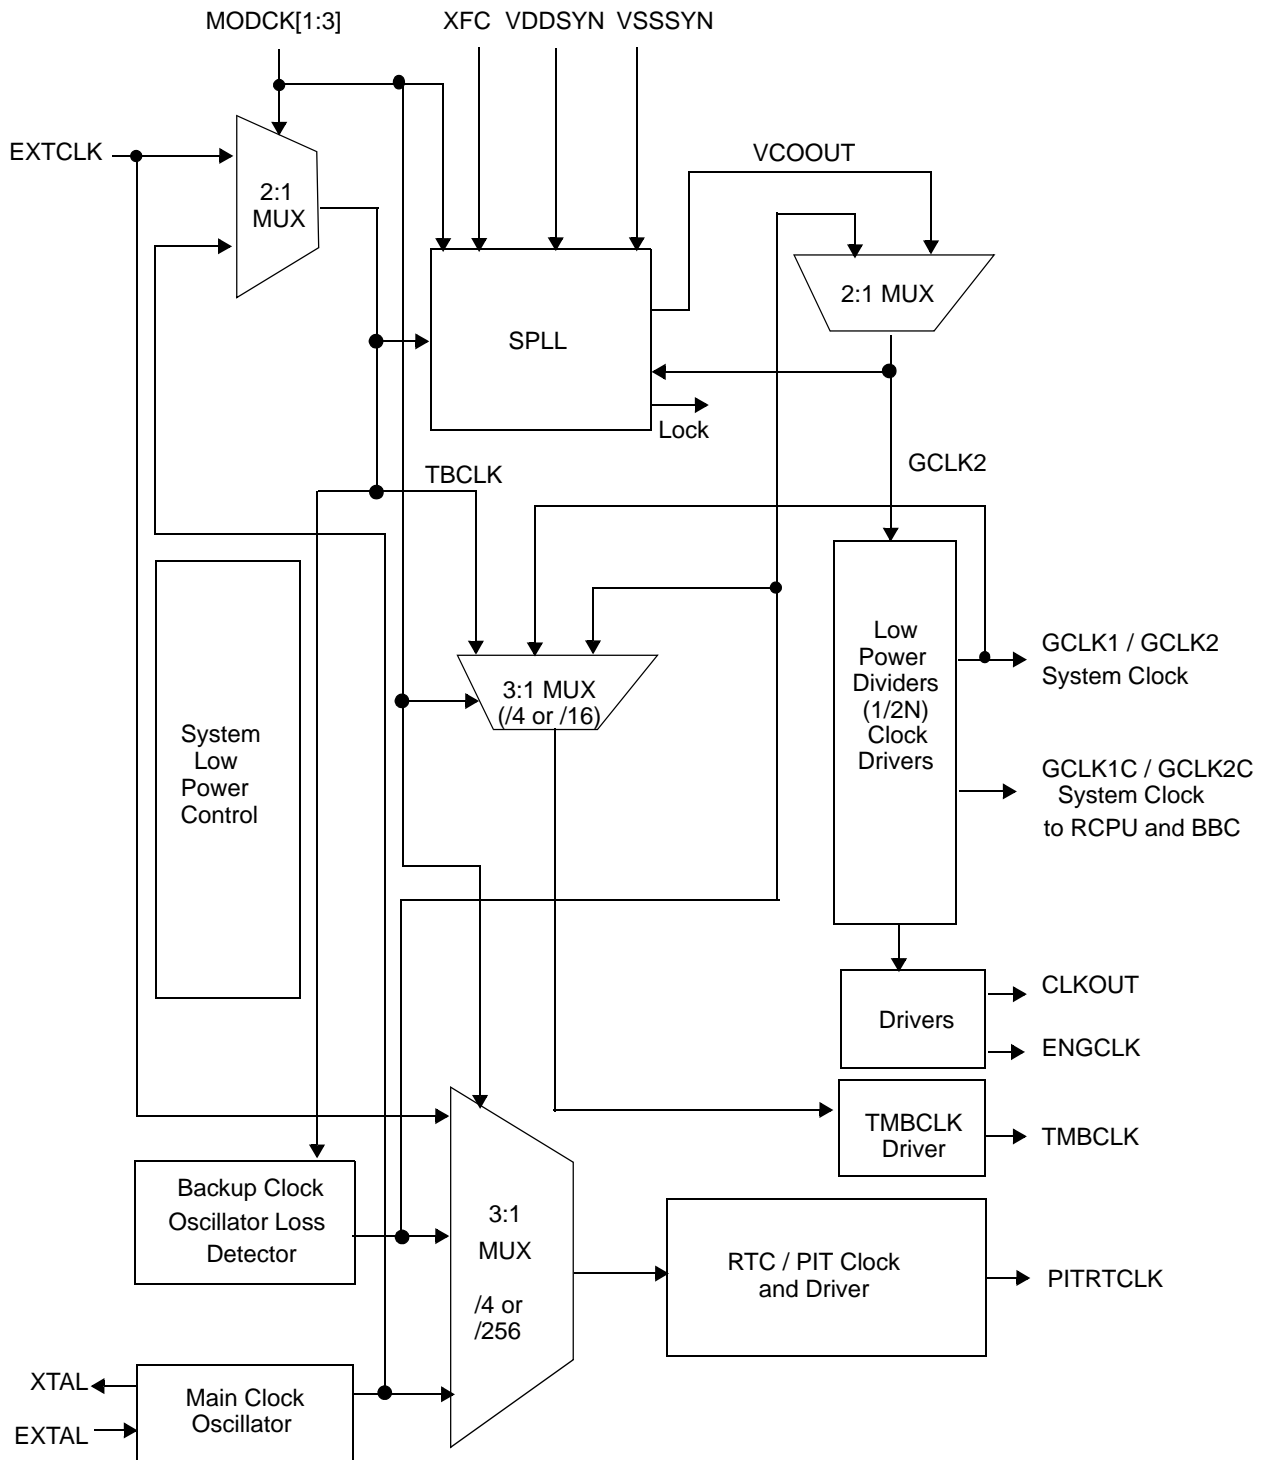 MODCK[1:3]
XFC
VDDSYN
VSSSYN
EXTCLK
VCOOUT
2:1
MUX
2:1 MUX
SPLL
Lock
GCLK2
TBCLK
Low
Power
Dividers
(1/2N)
Clock
Drivers
GCLK1 / GCLK2
System Clock
3:1 MUX
(/4 or /16)
System
Low
Power
Control
GCLK1C / GCLK2C
System Clock
to RCPU and BBC
CLKOUT
Drivers
ENGCLK
TMBCLK
Driver
TMBCLK
Backup Clock
Oscillator Loss
Detector
3:1
MUX
/4 or
/256
RTC / PIT Clock
and Driver
PITRTCLK
XTAL
EXTAL
Main Clock
Oscillator